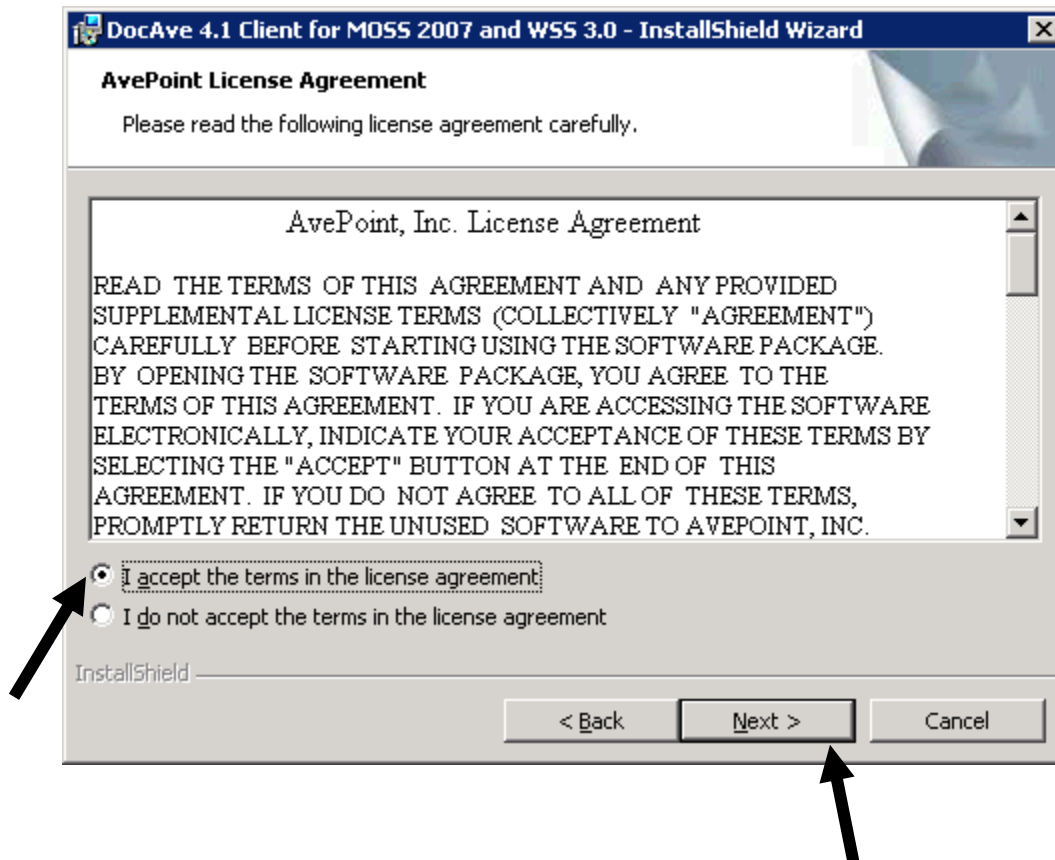 DocAve 4.1 Client for MOSS 2007 and WSS 3.0 - InstallShield Wizard
AvePoint License Agreement
Please read the following license agreement carefully.
AvePoint, Inc. License Agreement
READ THE TERMS OF THIS AGREEMENT AND ANY PROVIDED
SUPPLEMENTAL LICENSE TERMS (COLLECTIVELY "AGREEMENT")
CAREFULLY BEFORE STARTING USING THE SOFTWARE PACKAGE.
BY OPENING THE SOFTWARE PACKAGE, YOU AGREE TO THE
TERMS OF THIS AGREEMENT. IF YOU ARE ACCESSING THE SOFTWARE
ELECTRONICALLY, INDICATE YOUR ACCEPTANCE OF THESE TERMS BY
SELECTING THE "ACCEPT" BUTTON AT THE END OF THIS
AGREEMENT. IF YOU DO NOT AGREE TO ALL OF THESE TERMS,
PROMPTLY RETURN THE UNUSED SOFTWARE TO AVEPOINT, INC.
I accept the terms in the license agreement
I do not accept the terms in the license agreement
InstallShield
< Back Next > Cancel